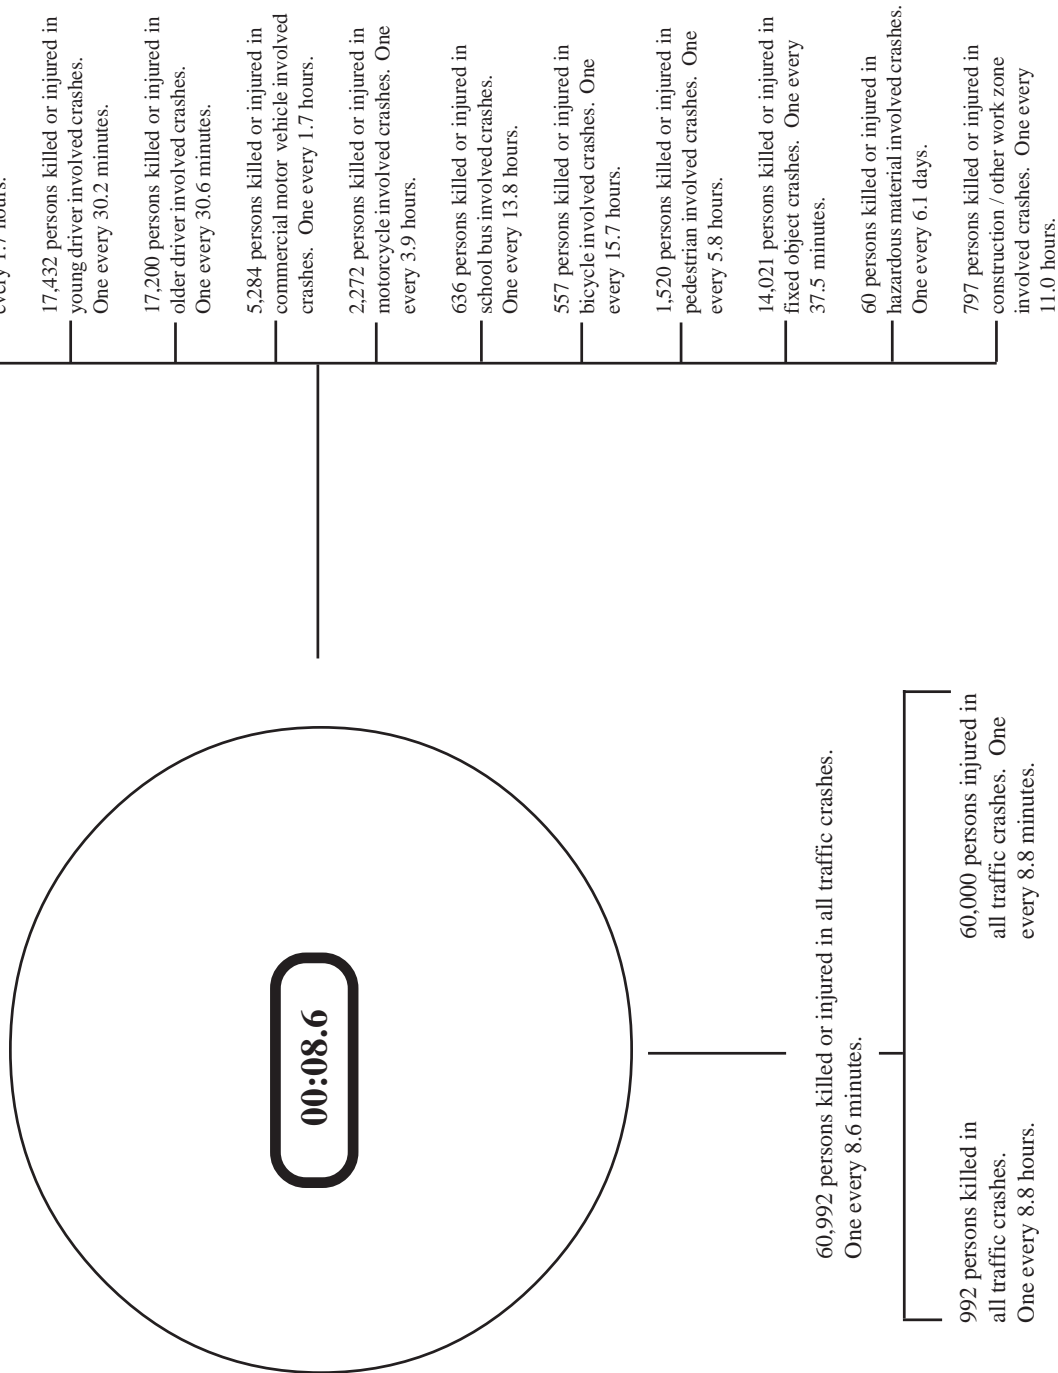 every 1.7 hours.
17,432 persons killed or injured in
young driver involved crashes.
One every 30.2 minutes.
17,200 persons killed or injured in
older driver involved crashes.
One every 30.6 minutes.
5,284 persons killed or injured in
commercial motor vehicle involved
crashes. One every 1.7 hours.
2,272 persons killed or injured in
motorcycle involved crashes. One
every 3.9 hours.
636 persons killed or injured in
school bus involved crashes.
One every 13.8 hours.
557 persons killed or injured in
bicycle involved crashes. One
every 15.7 hours.
1,520 persons killed or injured in
pedestrian involved crashes. One
every 5.8 hours.
14,021 persons killed or injured in
fixed object crashes. One every
37.5 minutes.
60 persons killed or injured in
hazardous material involved crashes.
One every 6.1 days.
797 persons killed or injured in
construction / other work zone
involved crashes. One every
11.0 hours.
00:08.6
60,992 persons killed or injured in all traffic crashes.
One every 8.6 minutes.
992 persons killed in
all traffic crashes.
One every 8.8 hours.
60,000 persons injured in
all traffic crashes. One
every 8.8 minutes.